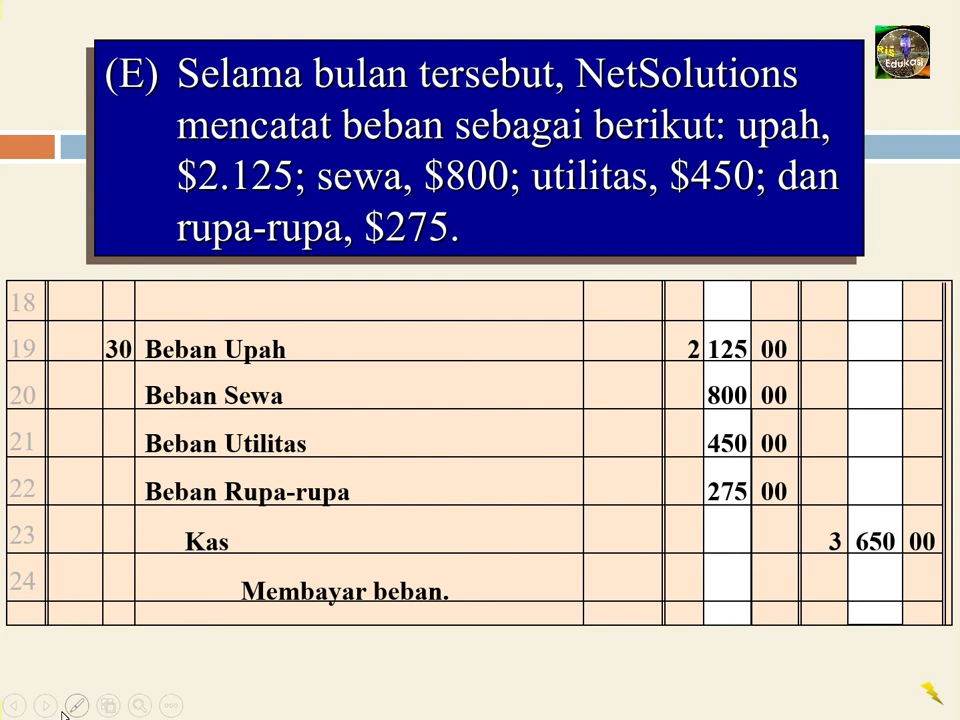 (E) Selama bulan tersebut, NetSolutions
mencatat beban sebagai berikut: upah,
$2.125; sewa, $800; utilitas, $450; dan
rupa-rupa, $275.
Ris
Edukasi
18
19 30 Beban Upah 2 125 00
20 Beban Sewa 800 00
21 Beban Utilitas 450 00
22 Beban Rupa-rupa 275 00
23 Kas 3 650 00
24 Membayar beban.